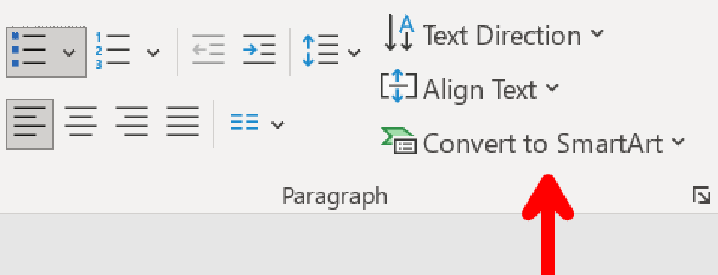 Text Direction
Align Text
Convert to SmartArt
Paragraph